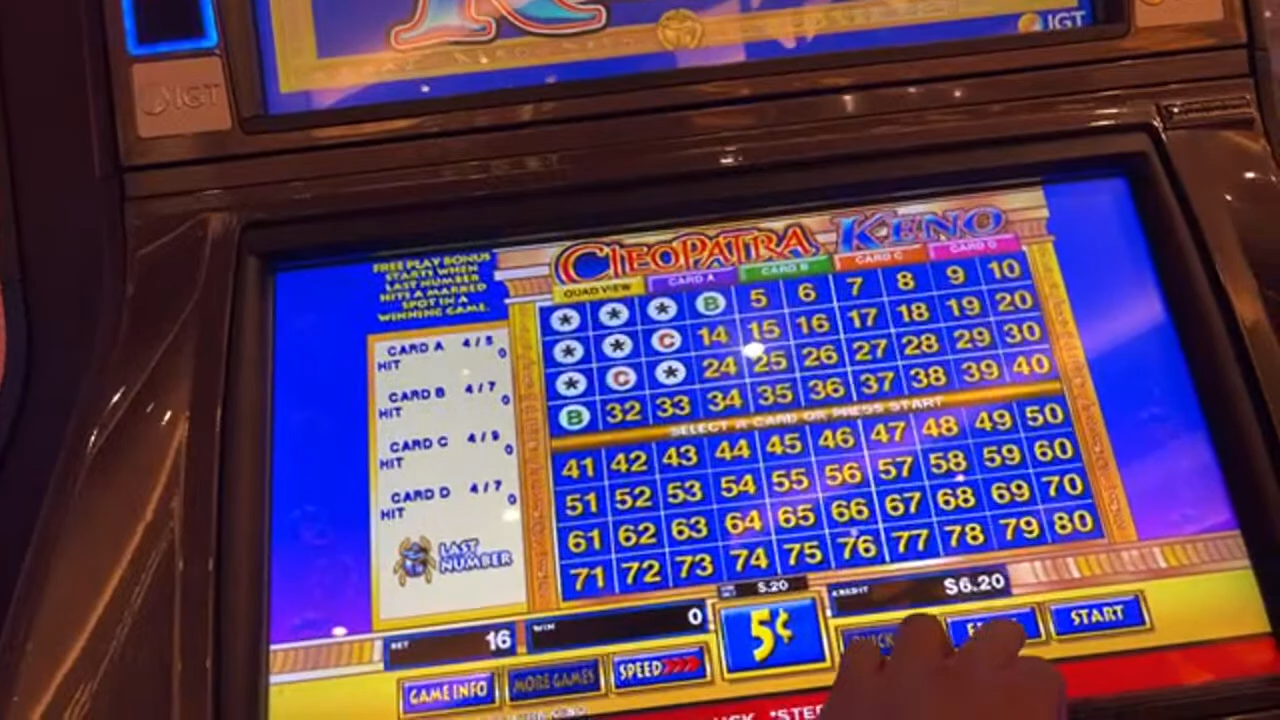 IGT
IGT
CLEOPATRA KENO
FREE PLAY BONUS
STARTS WHEN
LAST NUMBER
HITS A MARKED
SPOT IN A
WINNING GAME.
QUAD VIEW CARD A CARD B CARD C CARD D
* * * B 5 6 7 8 9 10
* * C 14 15 16 17 18 19 20
* C * 24 25 26 27 28 29 30
B 32 33 34 35 36 37 38 39 40
SELECT A CARD OR PRESS START
41 42 43 44 45 46 47 48 49 50
51 52 53 54 55 56 57 58 59 60
61 62 63 64 65 66 67 68 69 70
71 72 73 74 75 76 77 78 79 80
CARD A 4/5
HIT 0
CARD B 4/7
HIT 0
CARD C 4/9
HIT 0
CARD D 4/7
HIT 0
LAST
NUMBER
BET 16
WIN 0
5.20
5¢
CREDIT $6.20
GAME INFO
MORE GAMES
SPEED
QUICK
START